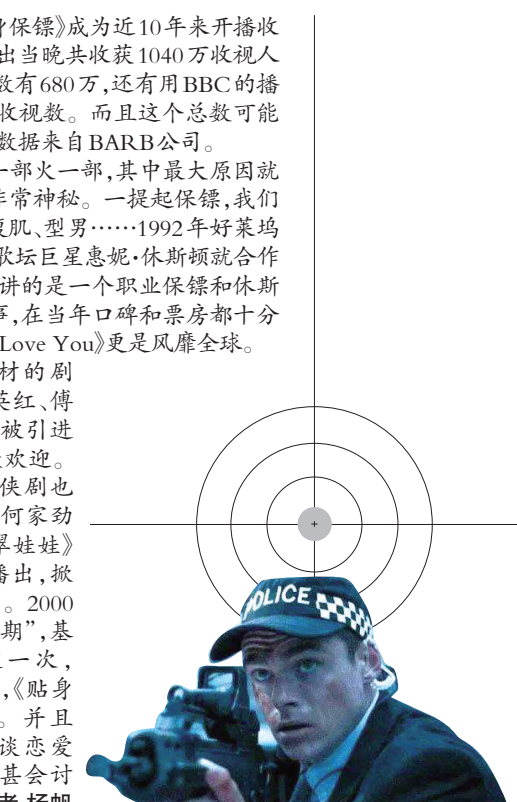 身保镖》成为近10年来开播收
出当晚共收获1040万收视人
数有680万,还有用BBC的播
收视数。而且这个总数可能
数据来自BARB公司。
一部火一部,其中最大原因就
非常神秘。一提起保镖,我们
腹肌、型男……1992年好莱坞
歌坛巨星惠妮·休斯顿就合作
讲的是一个职业保镖和休斯
事,在当年口碑和票房都十分
Love You》更是风靡全球。
材的剧
英红、傅
被引进
欢迎。
侠剧也
何家劲
翠娃娃》
播出,掀
。2000
期”,基
一次,
,《贴身
。并且
谈恋爱
甚会讨
者 杨帆
POLICE